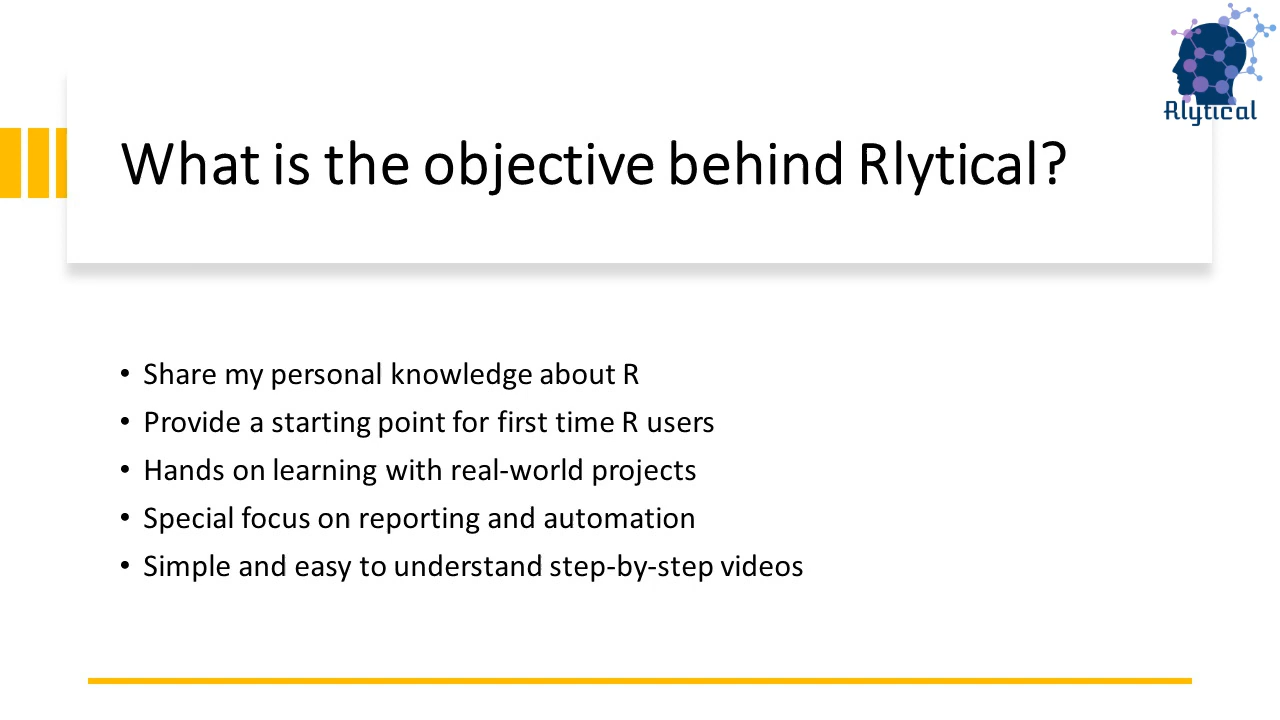 Rlytical
What is the objective behind Rlytical?
• Share my personal knowledge about R
• Provide a starting point for first time R users
• Hands on learning with real-world projects
• Special focus on reporting and automation
• Simple and easy to understand step-by-step videos